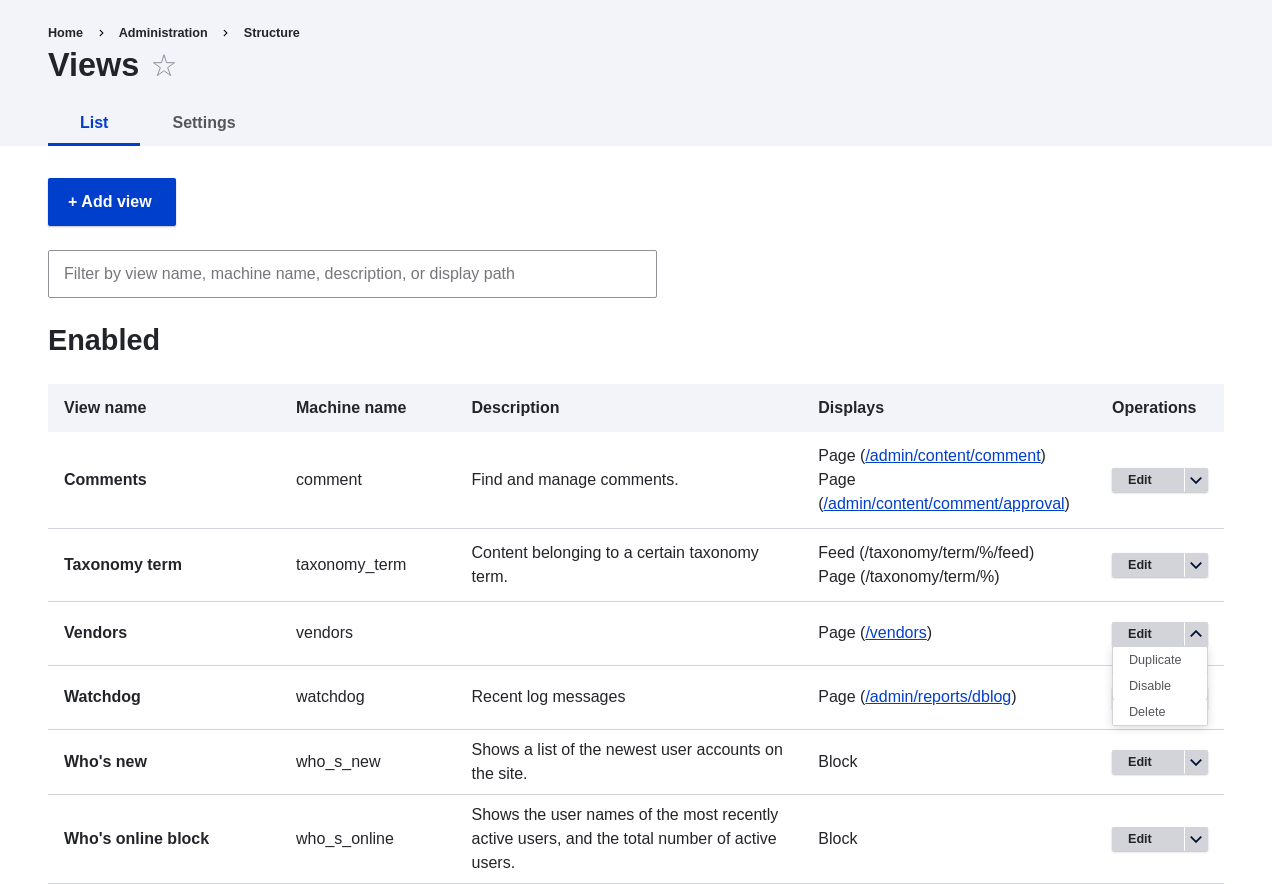 Home > Administration > Structure
Views
List Settings
+ Add view
Filter by view name, machine name, description, or display path
Enabled
View name Machine name Description Displays Operations
Comments comment Find and manage comments. Page (/admin/content/comment)
Page
(/admin/content/comment/approval) Edit
Taxonomy term taxonomy_term Content belonging to a certain taxonomy
term. Feed (/taxonomy/term/%/feed)
Page (/taxonomy/term/%) Edit
Vendors vendors Page (/vendors) Edit
Duplicate
Disable
Delete
Watchdog watchdog Recent log messages Page (/admin/reports/dblog)
Who's new who_s_new Shows a list of the newest user accounts on
the site. Block Edit
Who's online block who_s_online Shows the user names of the most recently
active users, and the total number of active
users. Block Edit